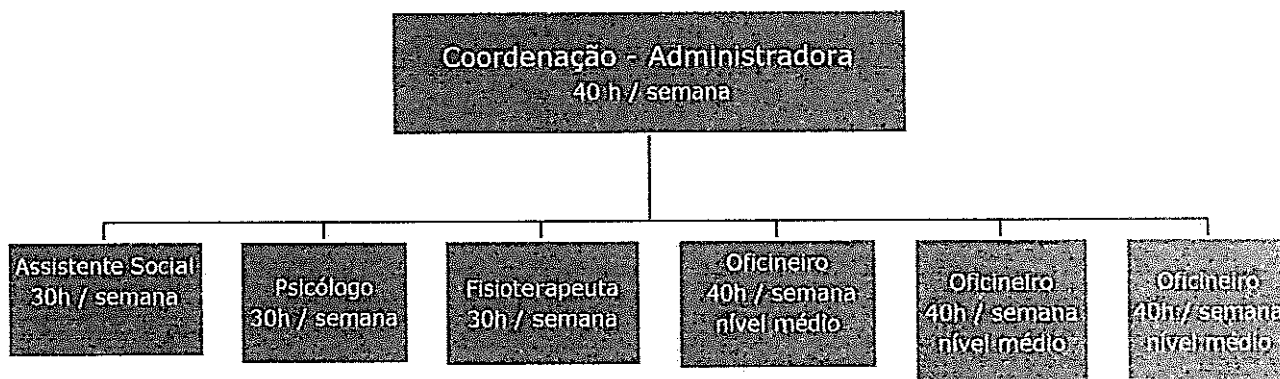 Coordenação - Administradora
40 h / semana
Assistente Social
30h / semana
Psicólogo
30h / semana
Fisioterapeuta
30h / semana
Oficineiro
40h / semana
nível médio
Oficineiro
40h / semana
nível médio
Oficineiro
40h / semana
nível médio